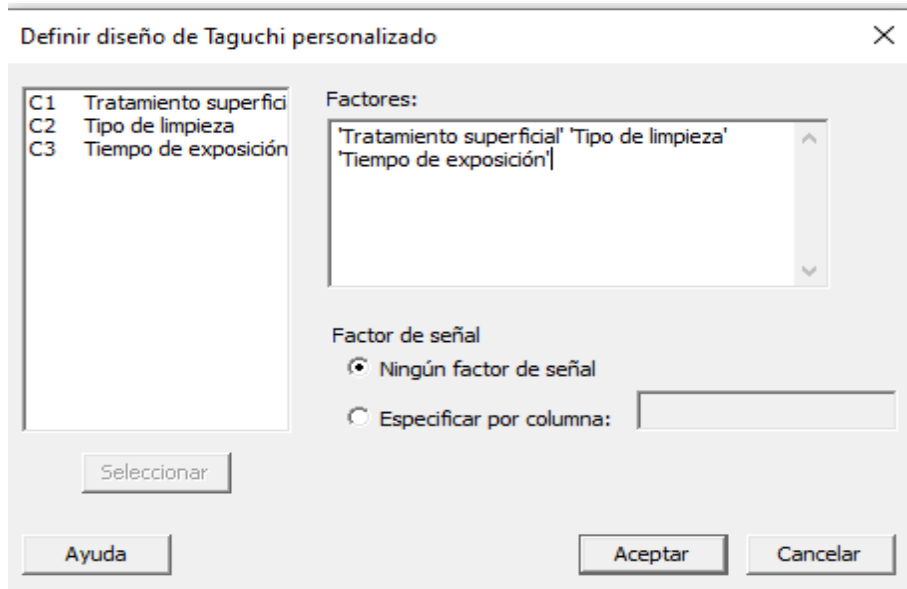 Definir diseño de Taguchi personalizado
C1 Tratamiento superfici
C2 Tipo de limpieza
C3 Tiempo de exposición
Factores:
'Tratamiento superficial' 'Tipo de limpieza'
'Tiempo de exposición'
Factor de señal
Ningún factor de señal
Especificar por columna:
Seleccionar
Ayuda
Aceptar
Cancelar